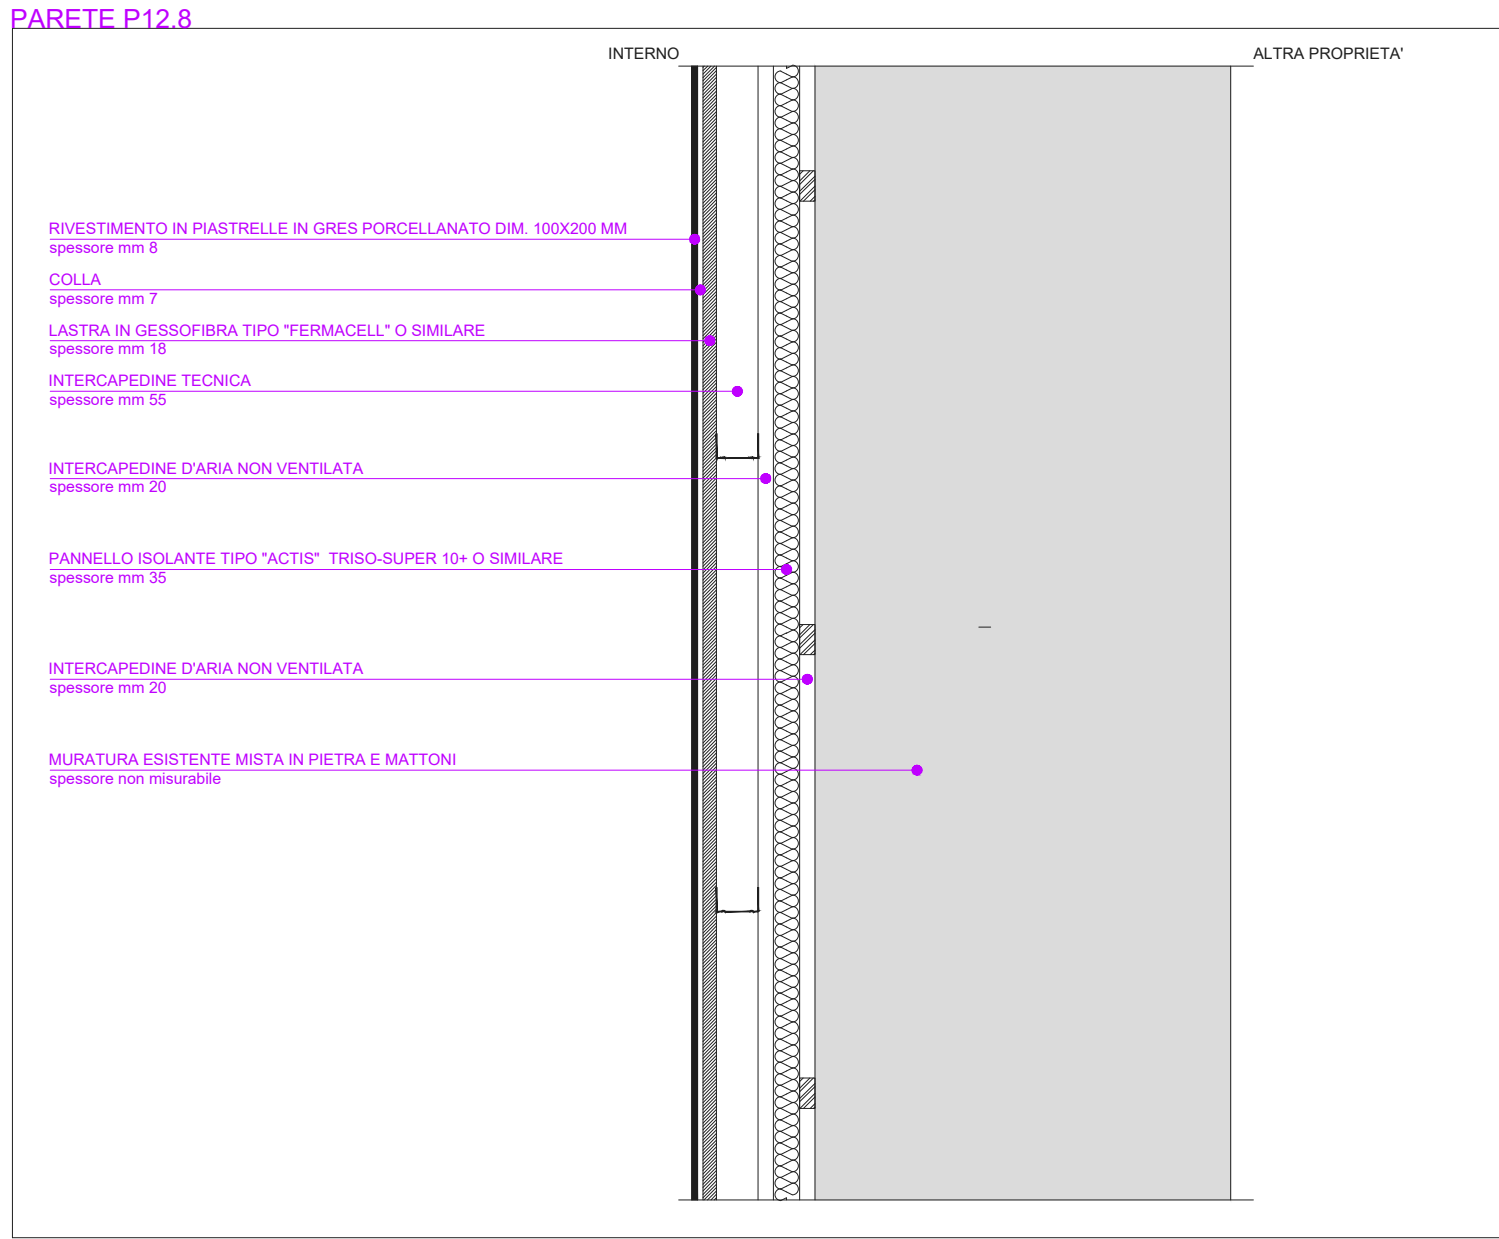 PARETE P12.8
INTERNO
ALTRA PROPRIETA'
RIVESTIMENTO IN PIASTRELLE IN GRES PORCELLANATO DIM. 100X200 MM
spessore mm 8
COLLA
spessore mm 7
LASTRA IN GESSOFIBRA TIPO "FERMACELL" O SIMILARE
spessore mm 18
INTERCAPEDINE TECNICA
spessore mm 55
INTERCAPEDINE D'ARIA NON VENTILATA
spessore mm 20
PANNELLO ISOLANTE TIPO "ACTIS"  TRISO-SUPER 10+ O SIMILARE
spessore mm 35
INTERCAPEDINE D'ARIA NON VENTILATA
spessore mm 20
MURATURA ESISTENTE MISTA IN PIETRA E MATTONI
spessore non misurabile